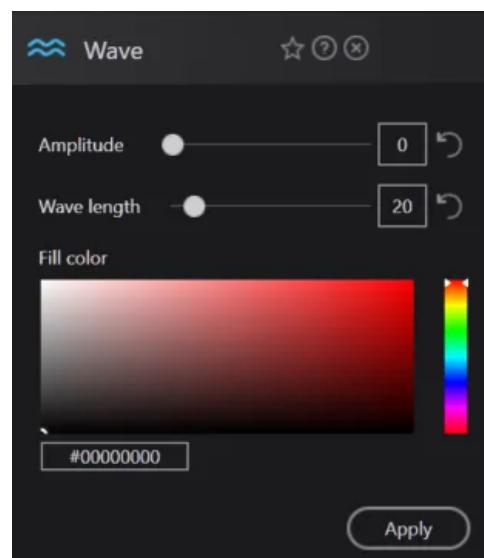 Wave
Amplitude 0
Wave length 20
Fill color
#00000000
Apply